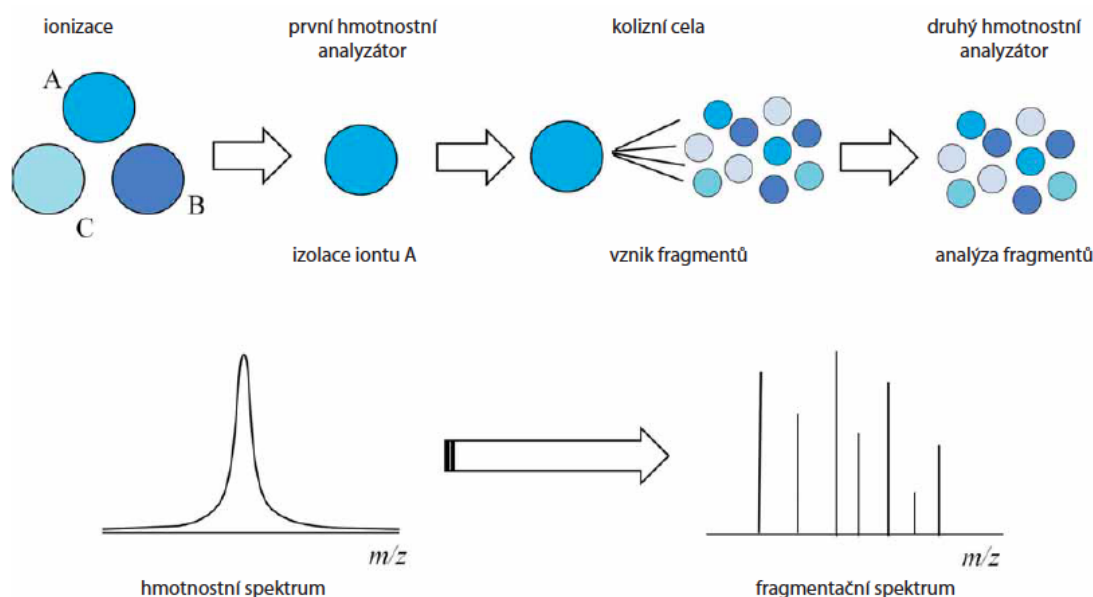 ionizace
první hmotnostní
analyzátor
kolizní cela
druhý hmotnostní
analyzátor
A
B
C
izolace iontu A
vznik fragmentů
analýza fragmentů
m/z
m/z
hmotnostní spektrum
fragmentační spektrum